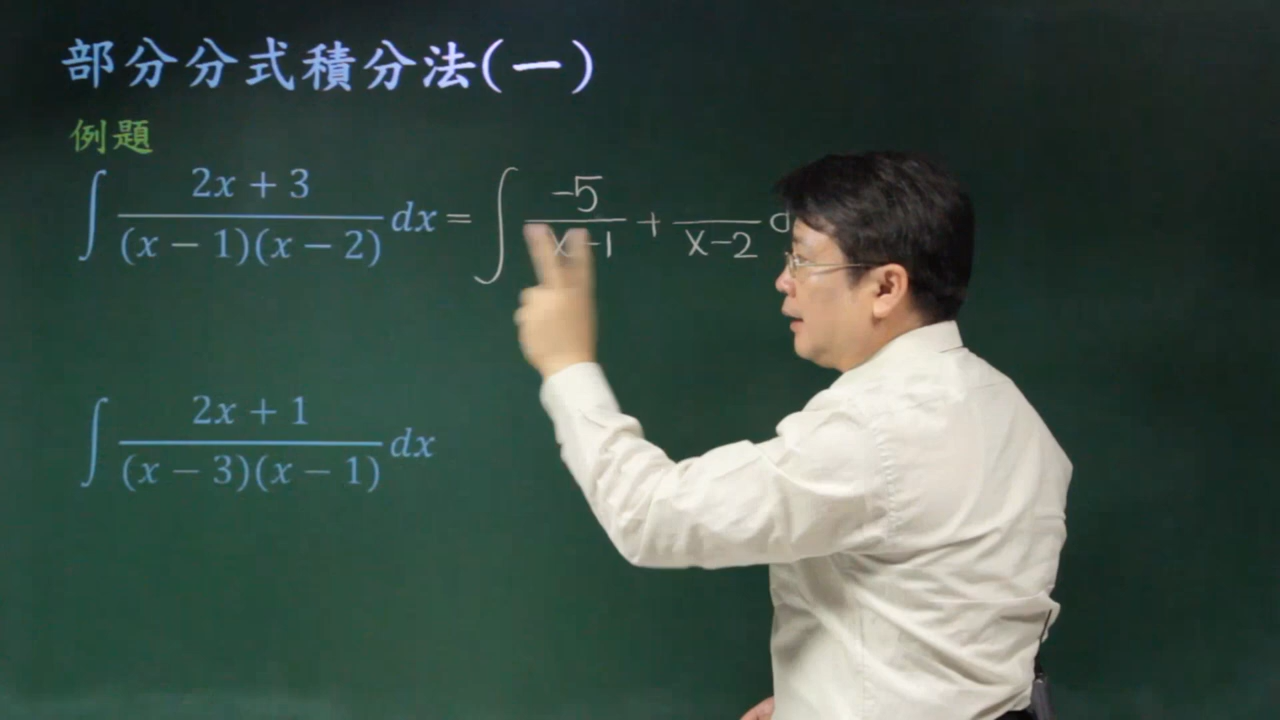 部分分式積分法(一)
例題
∫ (2x + 3)/((x − 1)(x − 2)) dx = ∫ (−5)/(x−1) + /(x−2) d
∫ (2x + 1)/((x − 3)(x − 1)) dx